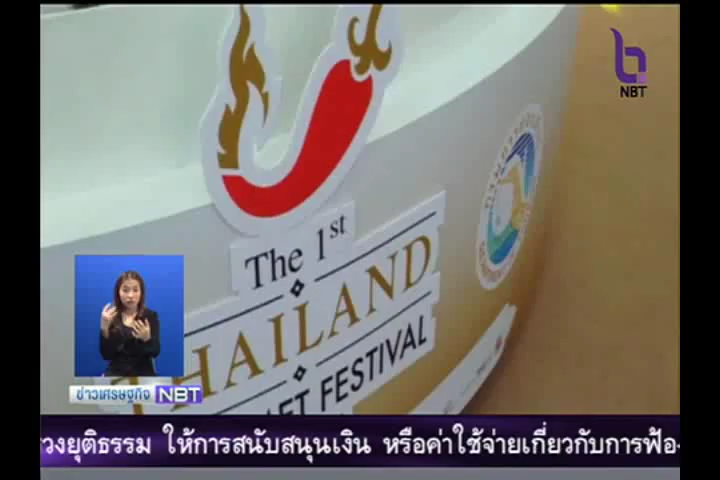 NBT
The 1st
THAILAND
FESTIVAL
ข่าวเศรษฐกิจ NBT
วงยุติธรรม ให้การสนับสนุนเงิน หรือค่าใช้จ่ายเกี่ยวกับการฟ้อง